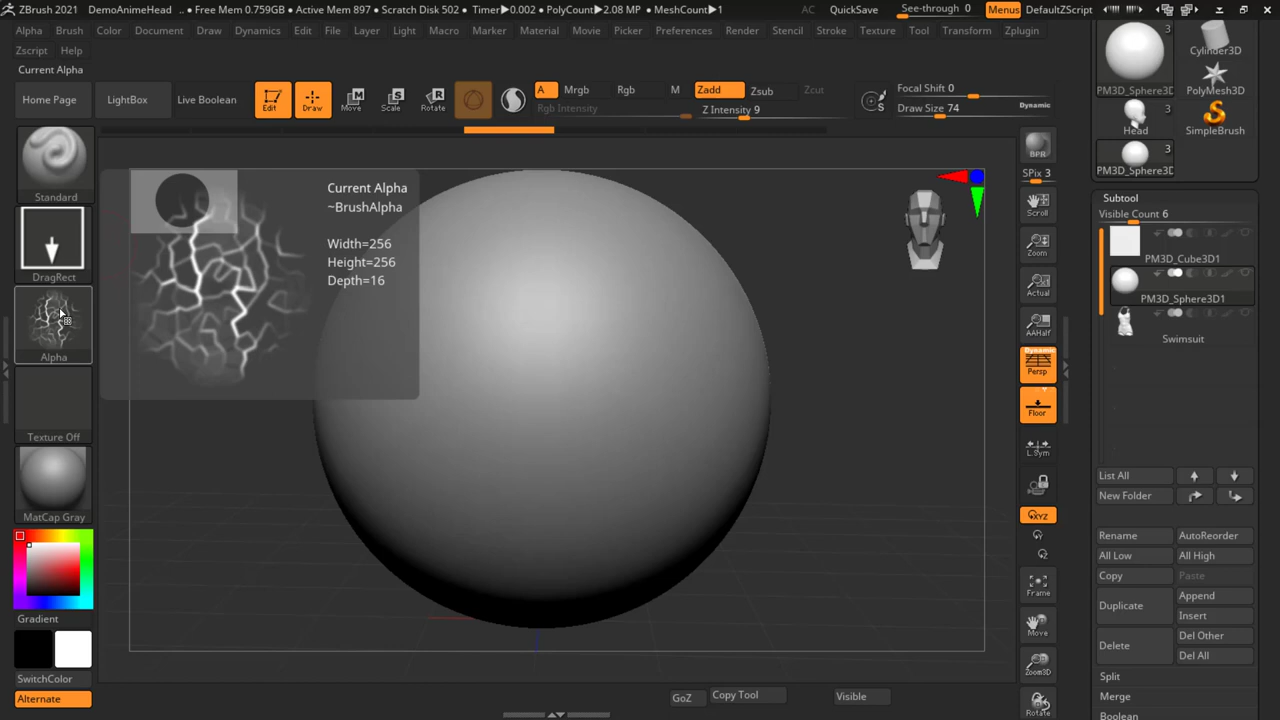 ZBrush 2021 DemoAnimeHead .. • Free Mem 0.759GB • Active Mem 897 • Scratch Disk 502 • Timer▶0.002 • PolyCount▶2.08 MP • MeshCount▶1 AC QuickSave See-through 0 Menus DefaultZScript
Alpha Brush Color Document Draw Dynamics Edit File Layer Light Macro Marker Material Movie Picker Preferences Render Stencil Stroke Texture Tool Transform Zplugin
Zscript Help
Current Alpha
Home Page LightBox Live Boolean Edit Draw Move Scale Rotate
A Mrgb Rgb M Zadd Zsub Zcut
Rgb Intensity Z Intensity 9
Focal Shift 0
Draw Size 74 Dynamic
Standard
DragRect
Alpha
Texture Off
MatCap Gray
Gradient
SwitchColor
Alternate
Current Alpha
~BrushAlpha
Width=256
Height=256
Depth=16
BPR
SPix 3
Scroll
Zoom
Actual
AAHalf
Dynamic
Persp
Floor
L.Sym
XYZ
Frame
Move
Zoom3D
Rotate
GoZ Copy Tool Visible
3
PM3D_Sphere3D
Cylinder3D
PolyMesh3D
Head
SimpleBrush
3
PM3D_Sphere3D
Subtool
Visible Count 6
PM3D_Cube3D1
PM3D_Sphere3D1
Swimsuit
List All
New Folder
Rename AutoReorder
All Low All High
Copy Paste
Duplicate Append
Insert
Delete Del Other
Del All
Split
Merge
Boolean